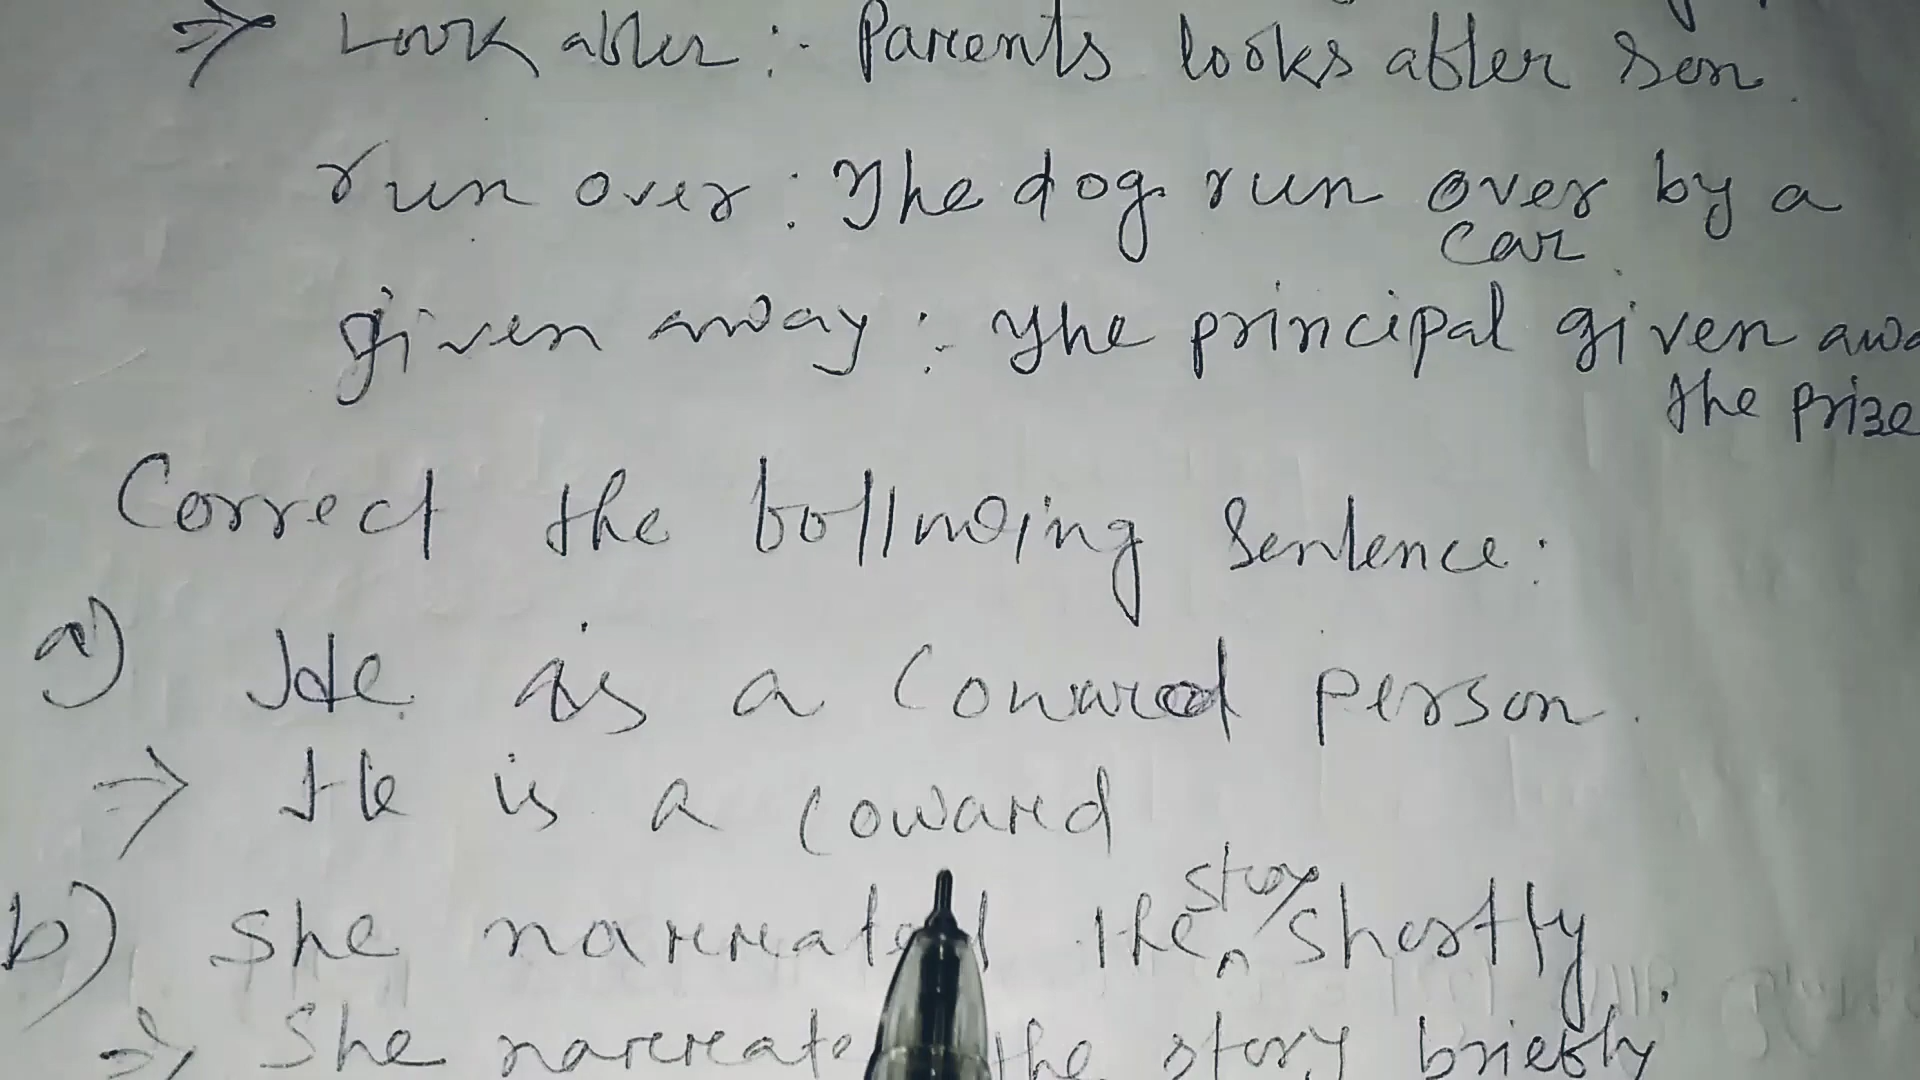 ⇒ Look after :- Parents looks after son.
run over : The dog run over by a
car.
given away : The principal given awa
the prize
Correct the following Sentence :
a) He is a Coward person.
⇒ He is a coward
b) She narrated the story shortly.
⇒ She narrate the story briefly